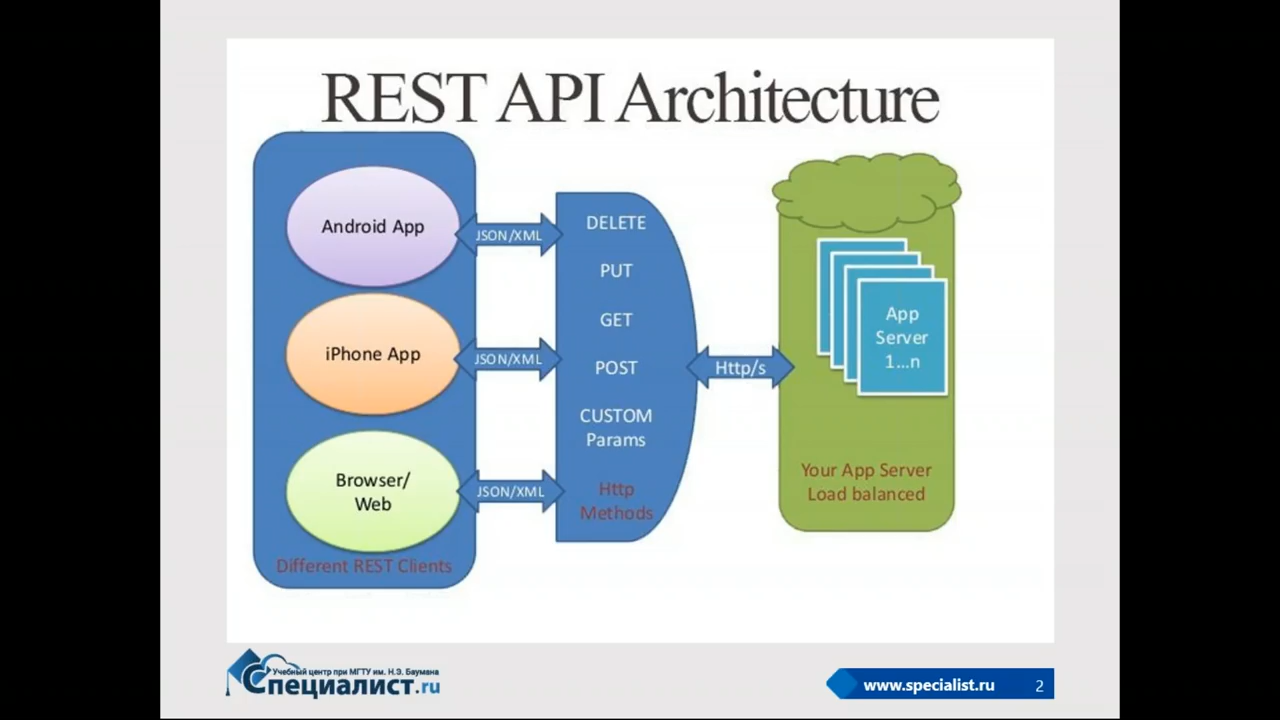 REST API Architecture
Android App
iPhone App
Browser/
Web
Different REST Clients
JSON/XML
JSON/XML
JSON/XML
DELETE
PUT
GET
POST
CUSTOM
Params
Http
Methods
Http/s
App
Server
1...n
Your App Server
Load balanced
Учебный центр при МГТУ им. Н.Э. Баумана
Специалист.ru
www.specialist.ru
2